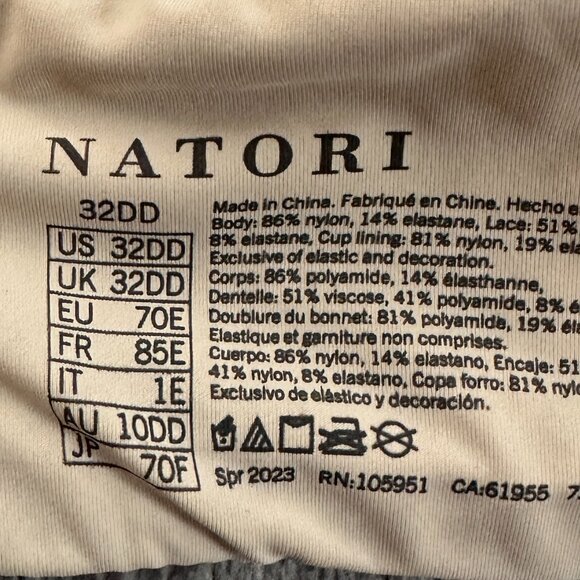 NATORI
32DD
US 32DD
UK 32DD
EU 70E
FR 85E
IT 1E
AU 10DD
JP 70F
Made in China. Fabriqué en Chine. Hecho e
Body: 86% nylon, 14% elastane, Lace: 51%
8% elastane, Cup lining: 81% nylon, 19% el
Exclusive of elastic and decoration.
Corps: 86% polyamide, 14% élasthanne,
Dentelle: 51% viscose, 41% polyamide, 8% é
Doublure du bonnet: 81% polyamide, 19% él
Elastique et garniture non comprises.
Cuerpo: 86% nylon, 14% elastano, Encaje: 51
41% nylon, 8% elastano, Copa forro: 81% nylo
Exclusivo de elástico y decoración.
Spr 2023 RN:105951 CA:61955 7